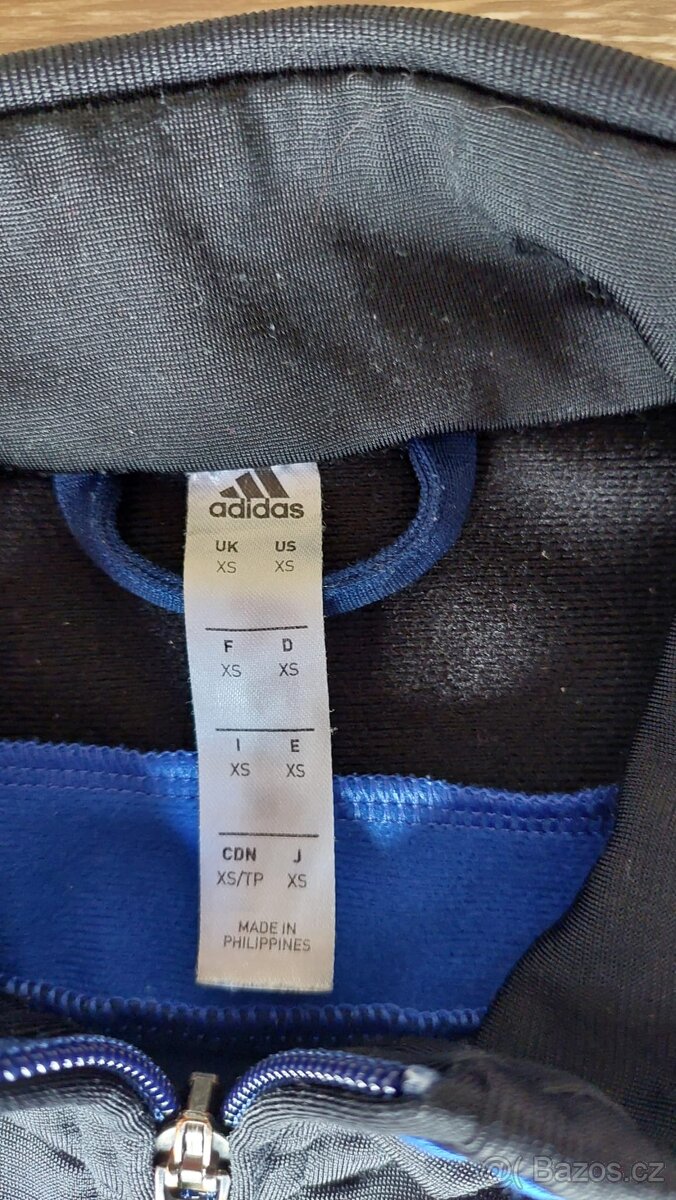 adidas
UK US
XS XS
F D
XS XS
I E
XS XS
CDN J
XS/TP XS
MADE IN
PHILIPPINES
Bazos.cz